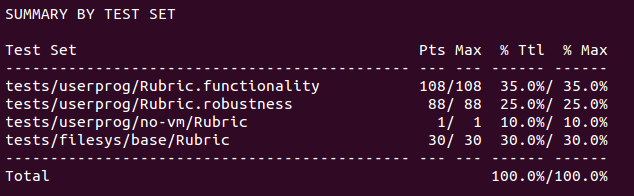 SUMMARY BY TEST SET
Test Set                                      Pts Max  % Ttl  % Max
--------------------------------------------- --- --- ------ ------
tests/userprog/Rubric.functionality           108/108  35.0%/ 35.0%
tests/userprog/Rubric.robustness               88/ 88  25.0%/ 25.0%
tests/userprog/no-vm/Rubric                     1/  1  10.0%/ 10.0%
tests/filesys/base/Rubric                      30/ 30  30.0%/ 30.0%
--------------------------------------------- --- --- ------ ------
Total                                                 100.0%/100.0%